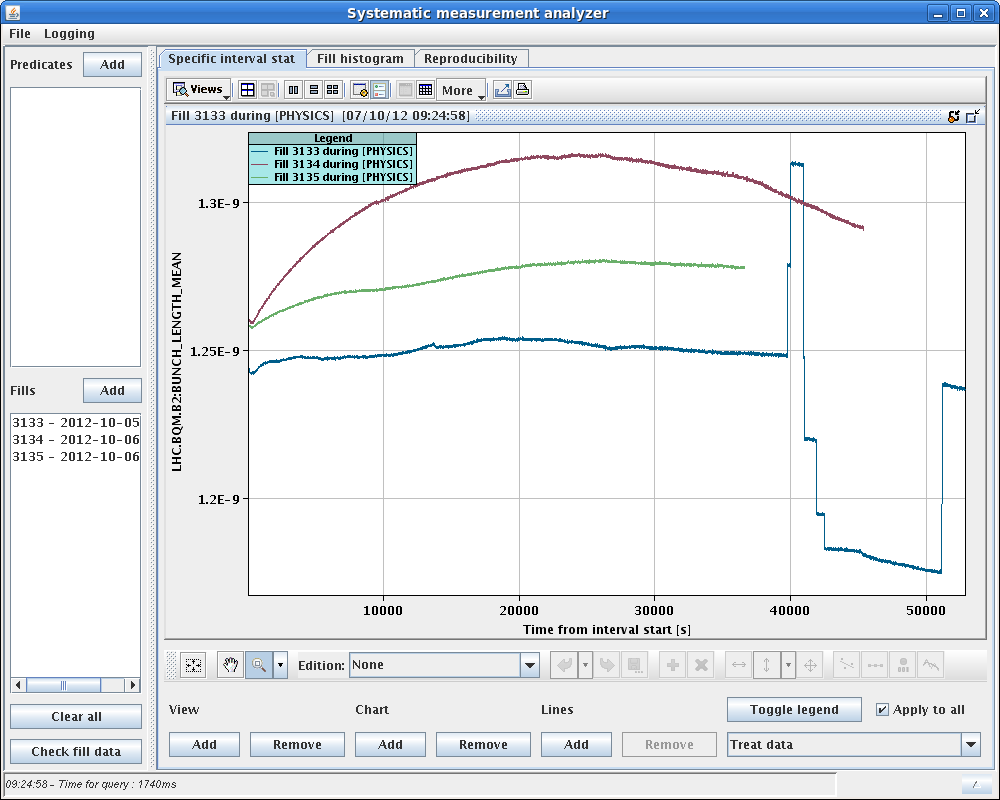 Systematic measurement analyzer
File Logging
Predicates Add
Specific interval stat Fill histogram Reproducibility
Views More
Fill 3133 during [PHYSICS] [07/10/12 09:24:58]
Legend
Fill 3133 during [PHYSICS]
Fill 3134 during [PHYSICS]
Fill 3135 during [PHYSICS]
1.3E-9
1.25E-9
1.2E-9
LHC.BQM.B2:BUNCH_LENGTH_MEAN
10000 20000 30000 40000 50000
Time from interval start [s]
Fills Add
3133 - 2012-10-05
3134 - 2012-10-06
3135 - 2012-10-06
Clear all
Check fill data
Edition: None
View Chart Lines Toggle legend Apply to all
Add Remove Add Remove Add Remove Treat data
09:24:58 - Time for query : 1740ms